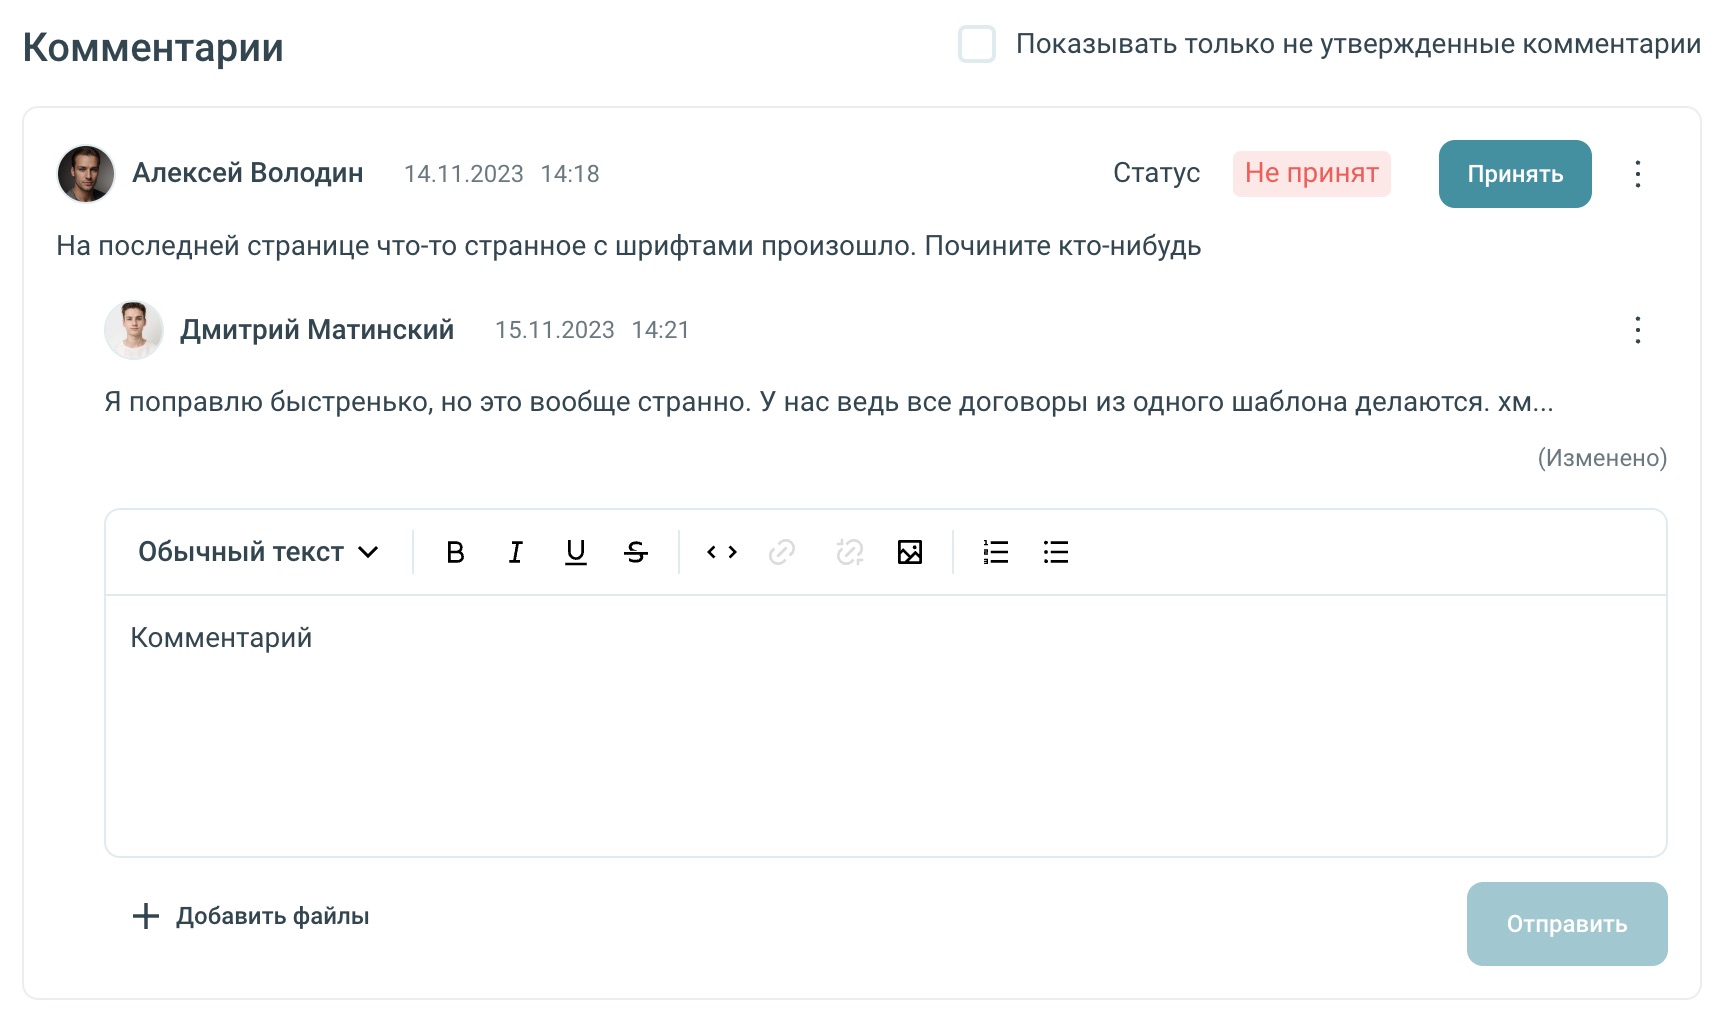 Комментарии
Показывать только не утвержденные комментарии
Алексей Володин 14.11.2023 14:18 Статус Не принят Принять
На последней странице что-то странное с шрифтами произошло. Почините кто-нибудь
Дмитрий Матинский 15.11.2023 14:21
Я поправлю быстренько, но это вообще странно. У нас ведь все договоры из одного шаблона делаются. хм...
(Изменено)
Обычный текст B I U S
Комментарий
Добавить файлы
Отправить